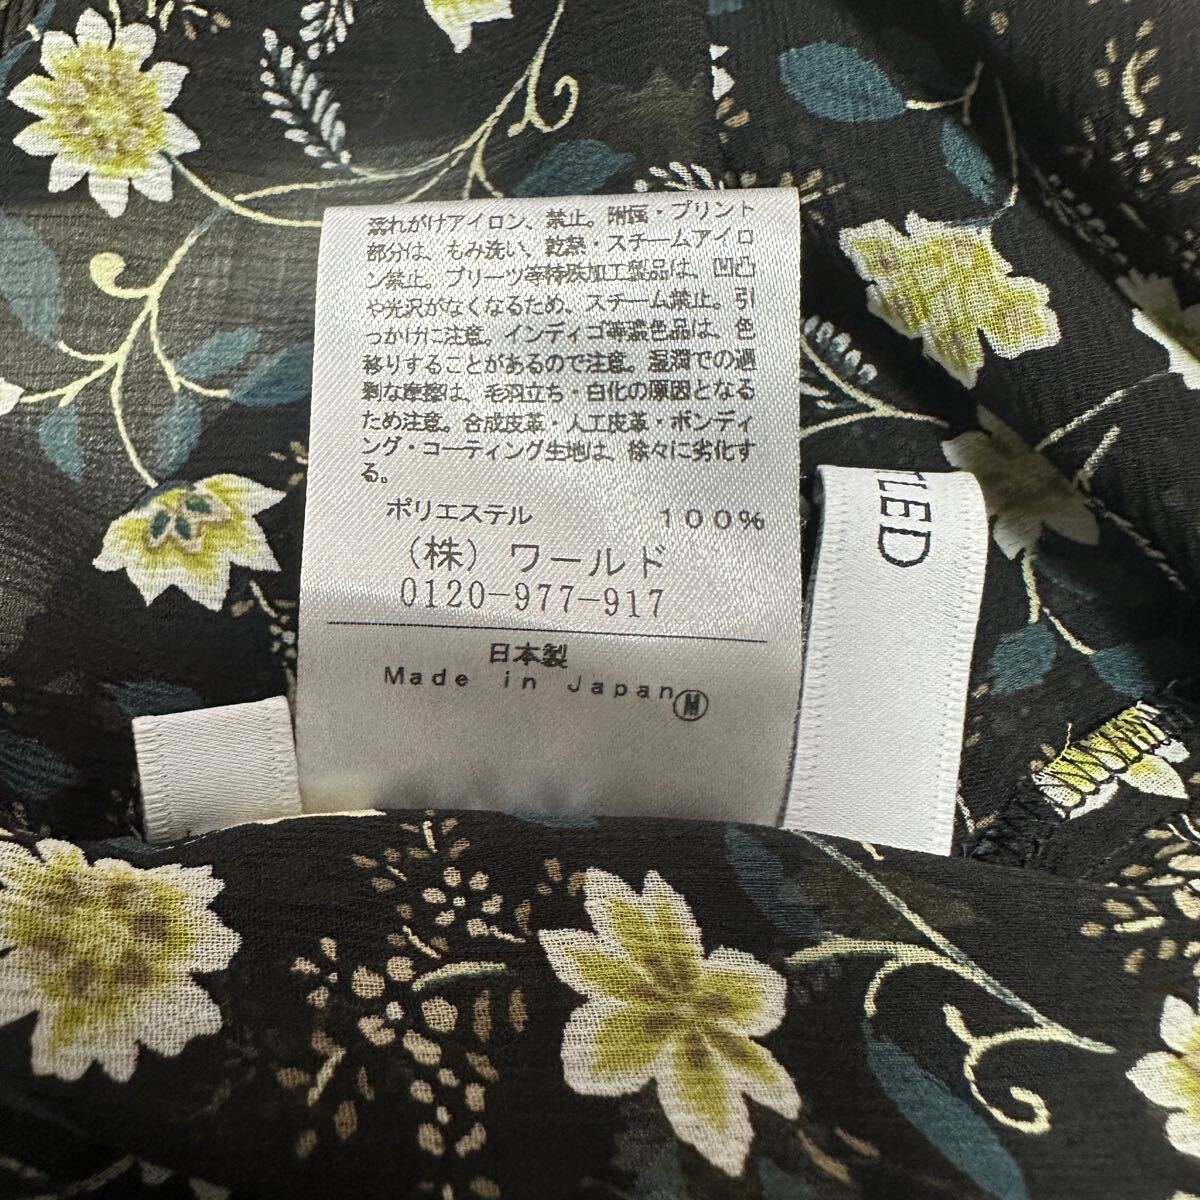 濡れがけアイロン、禁止。附属・プリント
部分は、もみ洗い、乾燥・スチームアイロ
ン禁止。プリーツ等特殊加工製品は、凹凸
や光沢がなくなるため、スチーム禁止。引
つかけに注意。インディゴ等濃色品は、色
移りすることがあるので注意。湿潤での過
剰な摩擦は、毛羽立ち・白化の原因となる
ため注意。合成皮革・人工皮革・ボンディ
ング・コーティング生地は、徐々に劣化す
る。
ポリエステル 100%
(株)ワールド
0120-977-917
日本製
Made in Japan Ⓜ
TLED